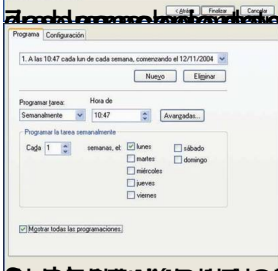 < Atrás Finalizar Cancelar
Programa Configuración
1. A las 10:47 cada lun de cada semana, comenzando el 12/11/2004
Nuevo Eliminar
Programar tarea: Hora de
Semanalmente 10:47 Avanzadas...
Programar la tarea semanalmente
Cada 1 semanas, el: lunes sábado
martes domingo
miércoles
jueves
viernes
Mostrar todas las programaciones.